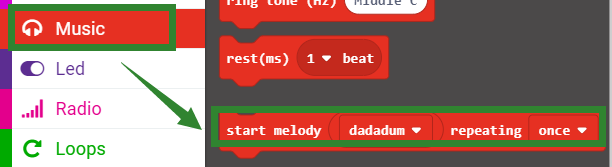 Music
Led
Radio
Loops
ring tone (Hz) Middle C
rest(ms) 1 beat
start melody dadadum repeating once